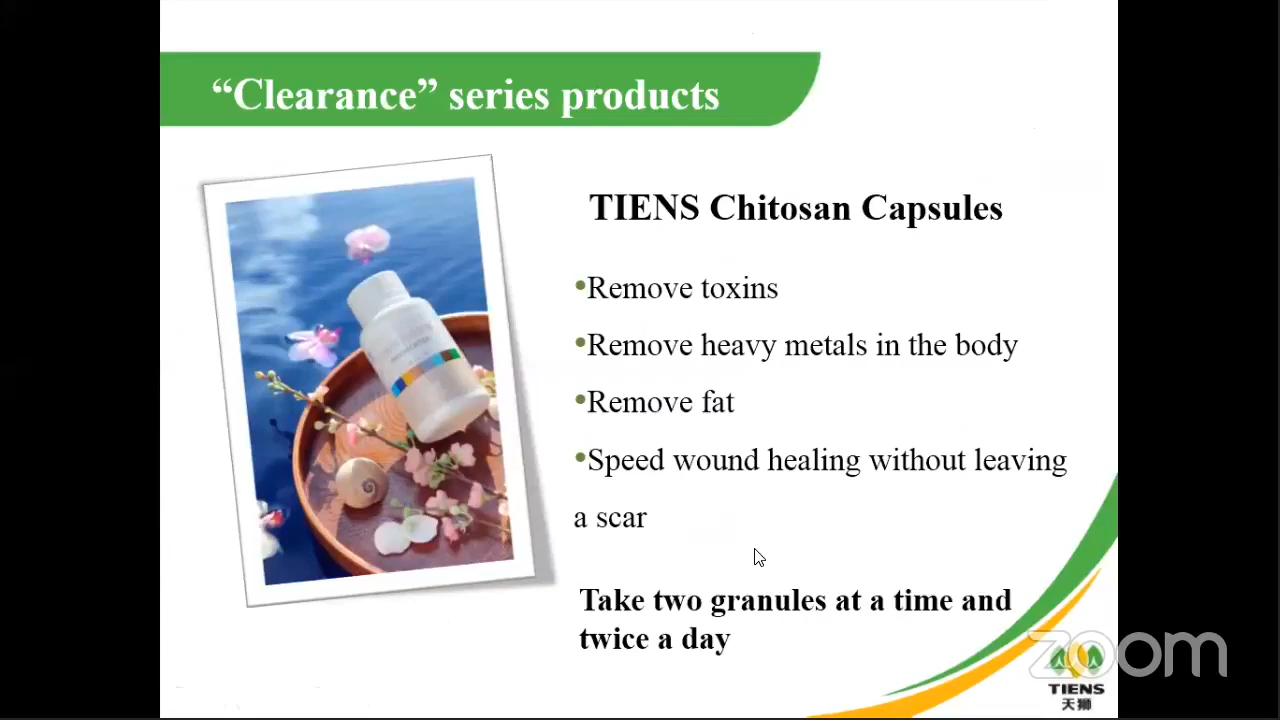 “Clearance” series products
TIENS Chitosan Capsules
•Remove toxins
•Remove heavy metals in the body
•Remove fat
•Speed wound healing without leaving
a scar
Take two granules at a time and
twice a day
zoom
TIENS
天狮